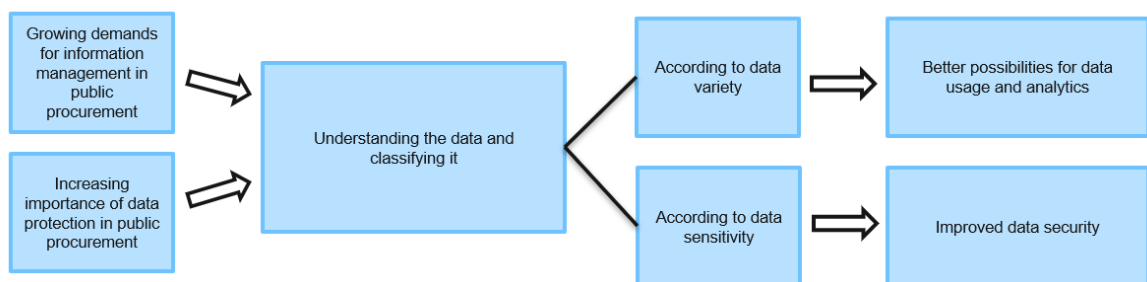 Growing demands
for information
management in
public
procurement
Increasing
importance of data
protection in public
procurement
Understanding the data and
classifying it
According to data
variety
According to data
sensitivity
Better possibilities for data
usage and analytics
Improved data security